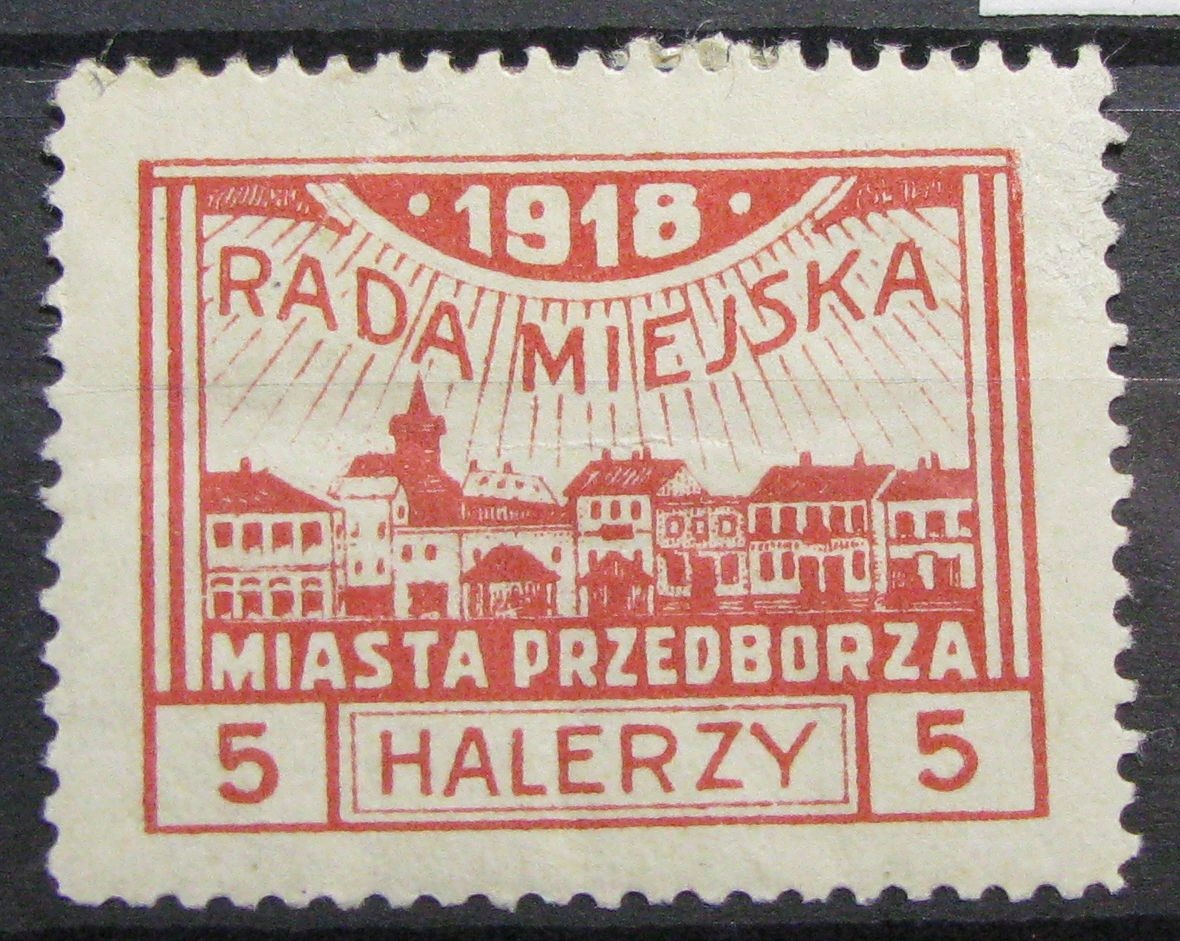 · 1918 ·
RADA MIEJSKA
MIASTA PRZEDBORZA
5 HALERZY 5